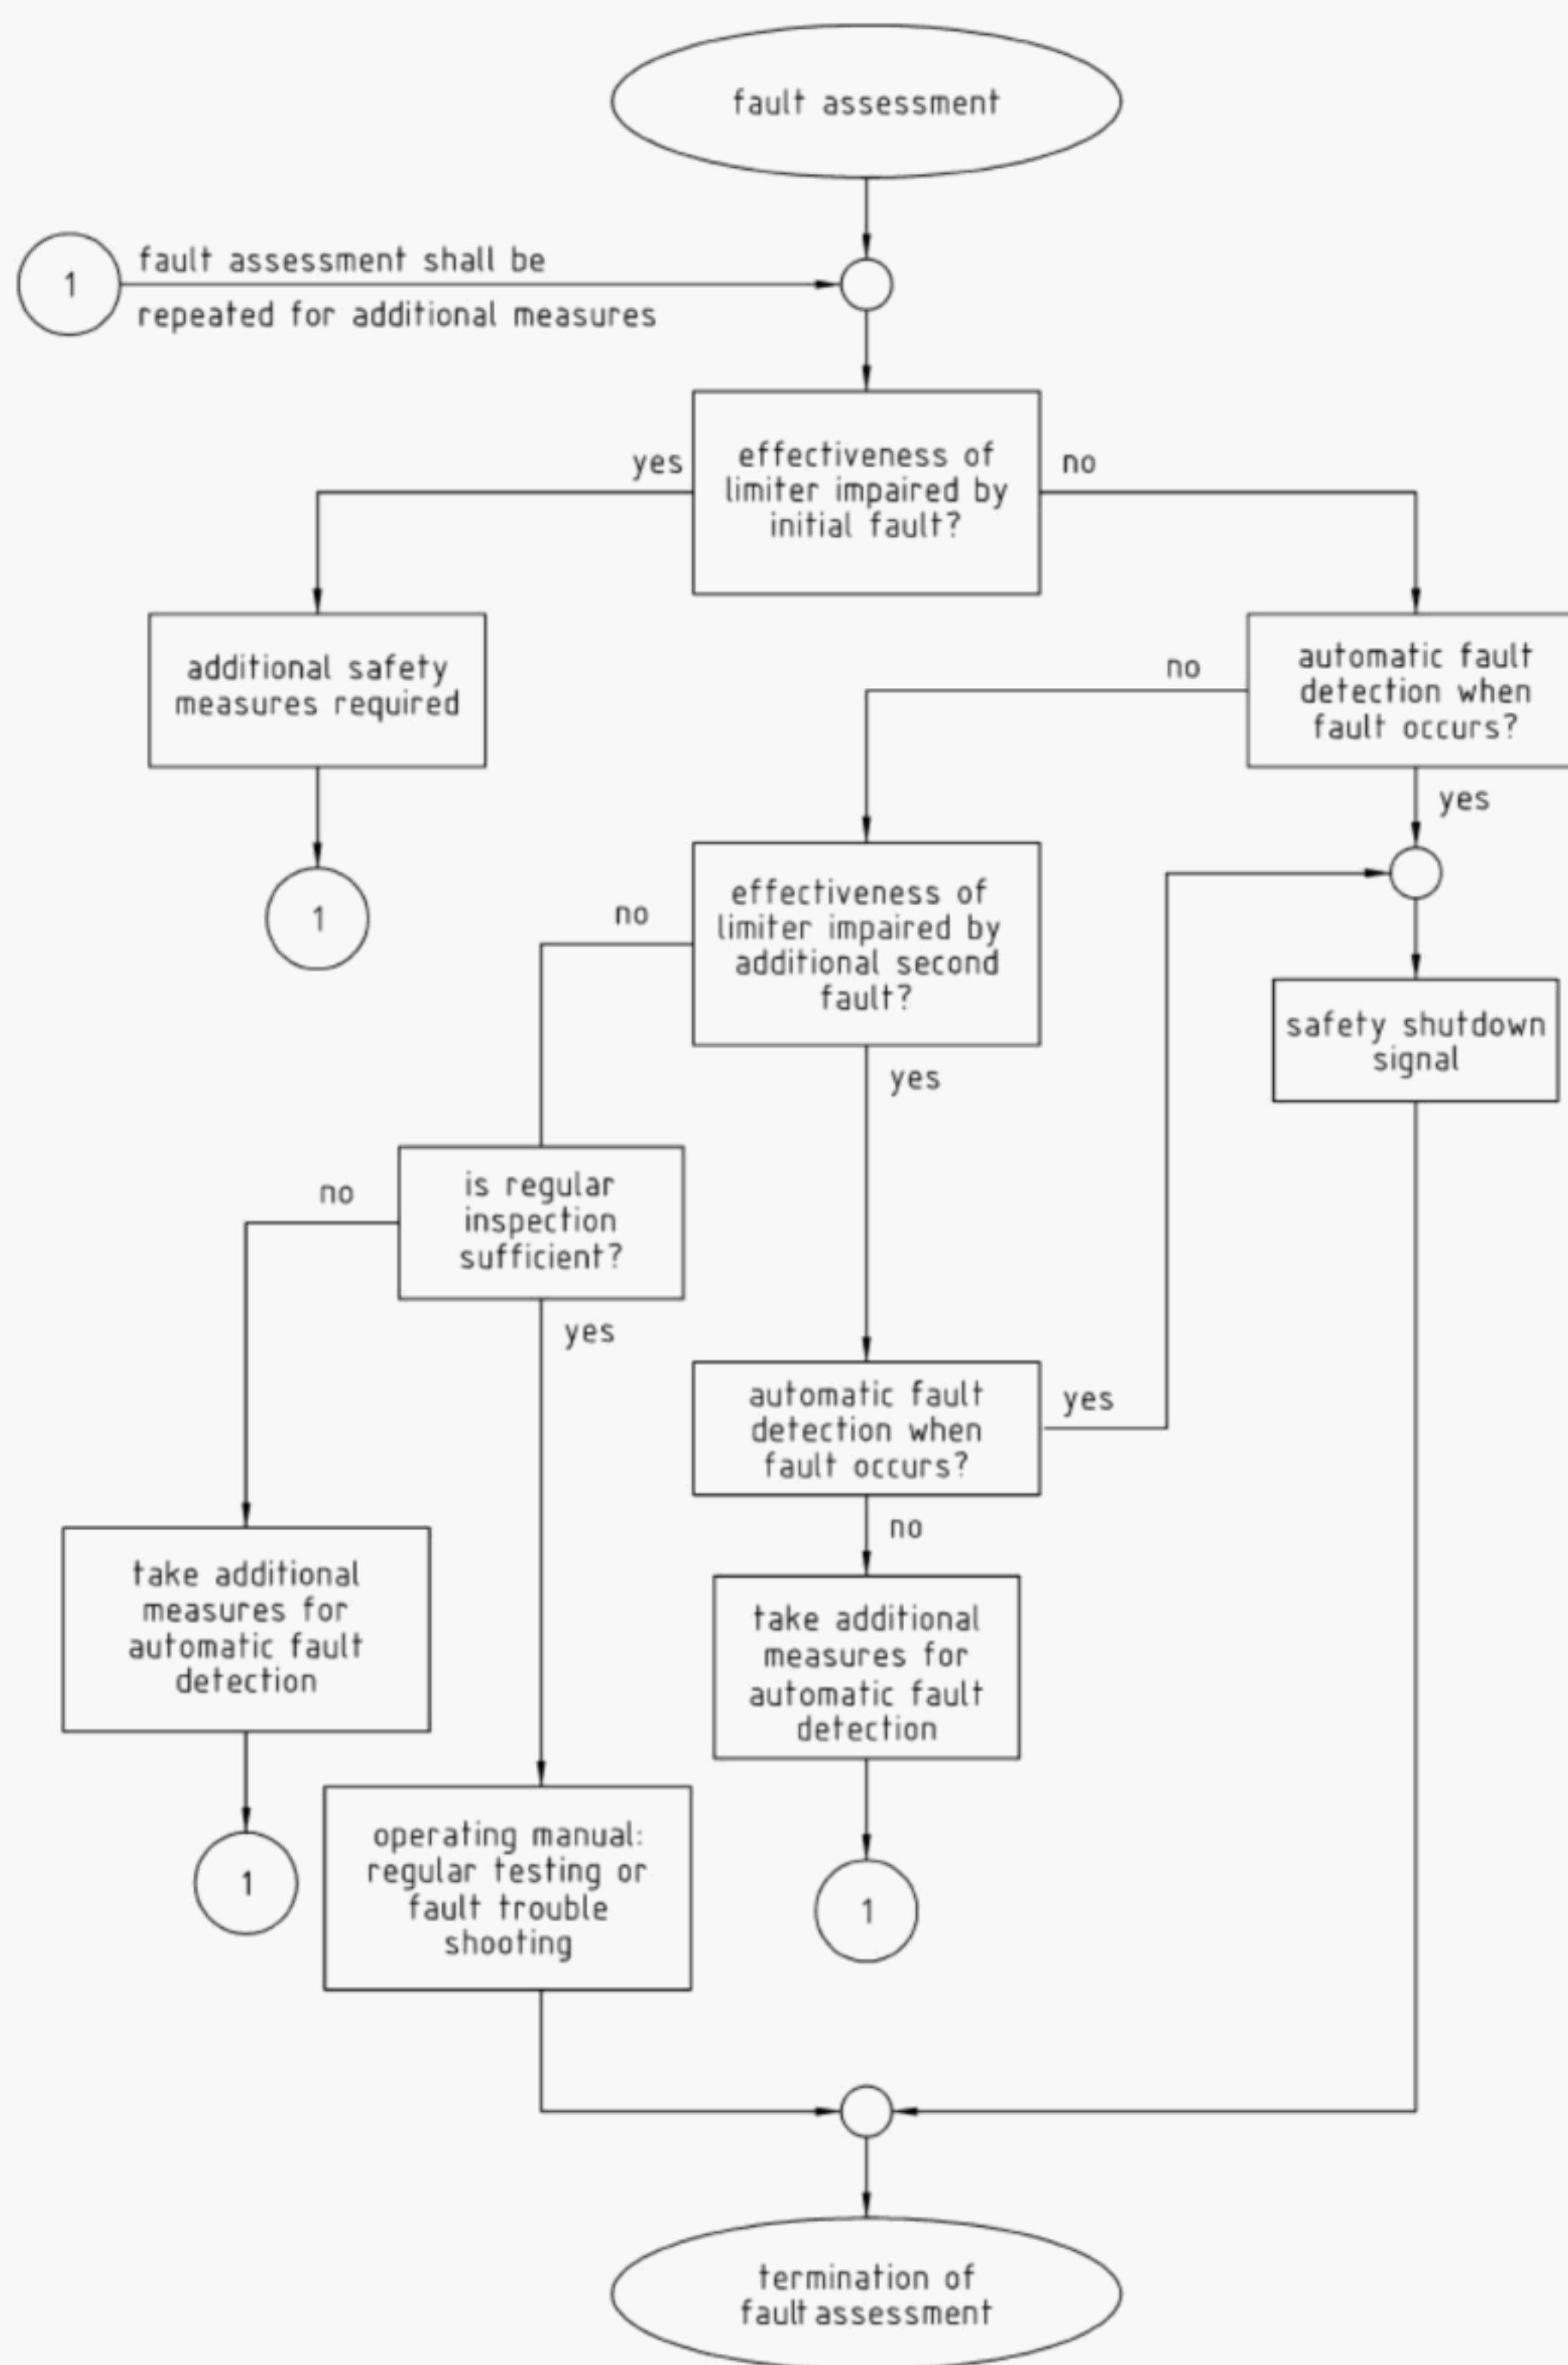 fault assessment
1
fault assessment shall be
repeated for additional measures
yes
effectiveness of
limiter impaired by
initial fault?
no
additional safety
measures required
no
automatic fault
detection when
fault occurs?
yes
1
no
effectiveness of
limiter impaired by
additional second
fault?
yes
safety shutdown
signal
no
is regular
inspection
sufficient?
yes
automatic fault
detection when
fault occurs?
yes
no
take additional
measures for
automatic fault
detection
take additional
measures for
automatic fault
detection
1
operating manual:
regular testing or
fault trouble
shooting
1
termination of
fault assessment